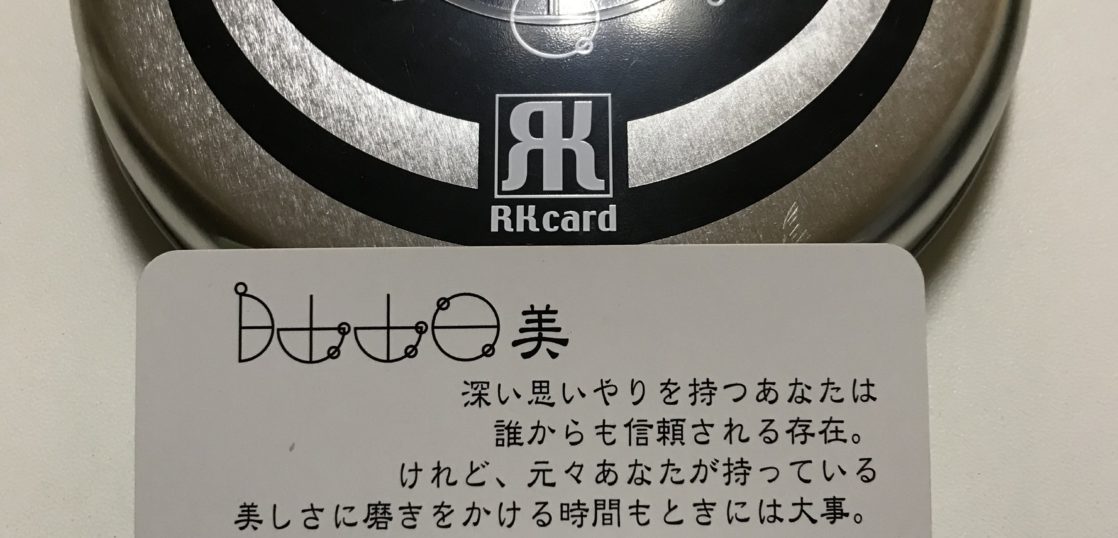 RK
RKcard
美
深い思いやりを持つあなたは
誰からも信頼される存在。
けれど、元々あなたが持っている
美しさに磨きをかける時間もときには大事。